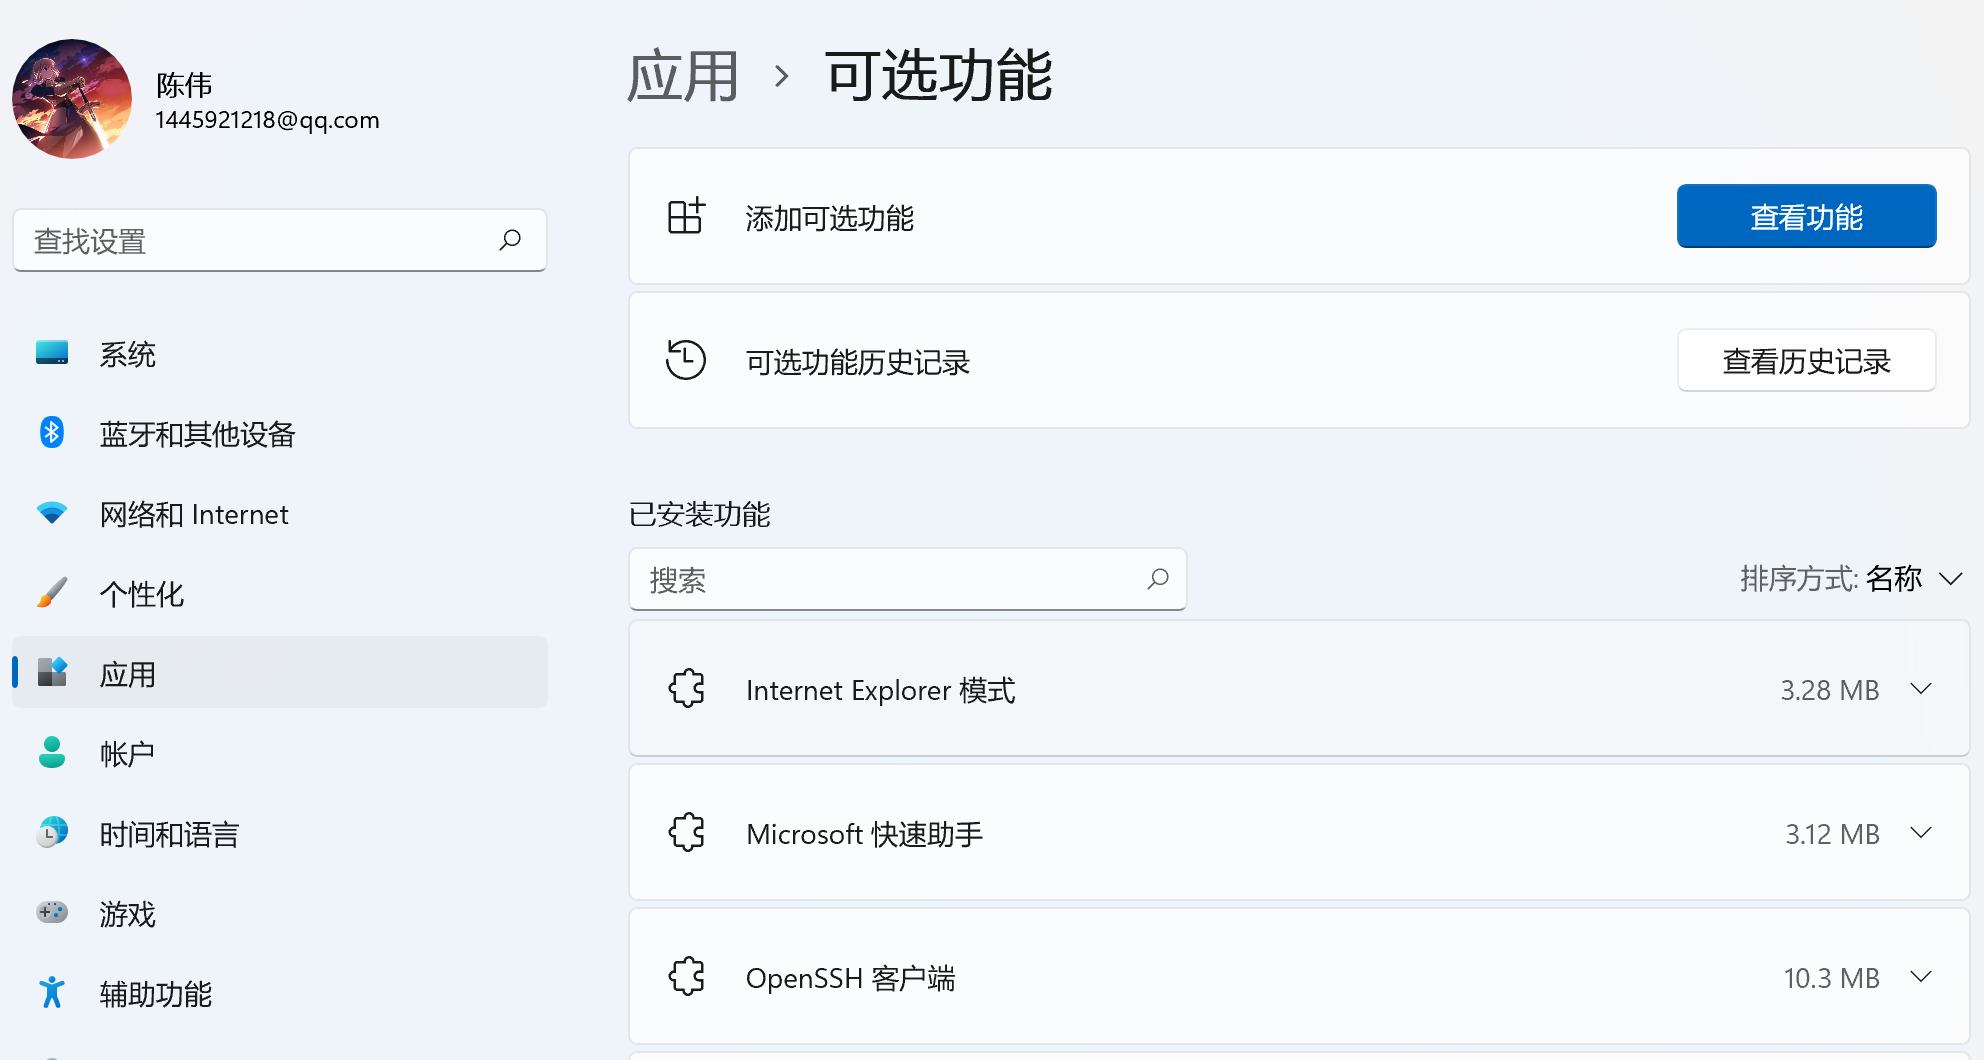 陈伟
1445921218@qq.com
查找设置
系统
蓝牙和其他设备
网络和 Internet
个性化
应用
帐户
时间和语言
游戏
辅助功能
应用 › 可选功能
添加可选功能
查看功能
可选功能历史记录
查看历史记录
已安装功能
搜索
排序方式: 名称
Internet Explorer 模式
3.28 MB
Microsoft 快速助手
3.12 MB
OpenSSH 客户端
10.3 MB